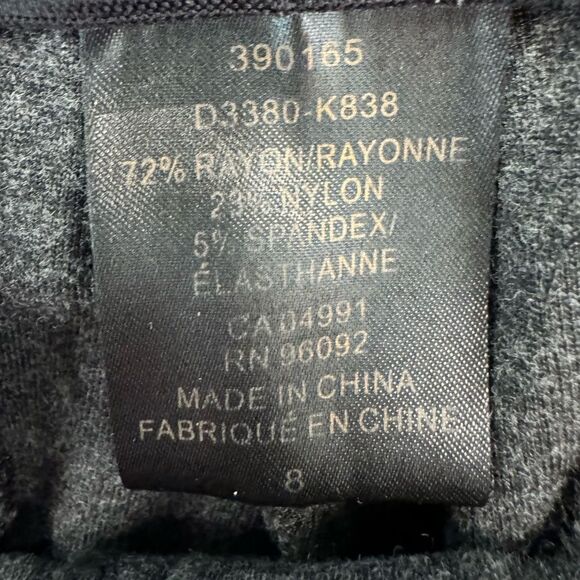 390165
D3380-K838
72% RAYON/RAYONNE
23% NYLON
5% SPANDEX/
ÉLASTHANNE
CA 04991
RN 96092
MADE IN CHINA
FABRIQUÉ EN CHINE
8